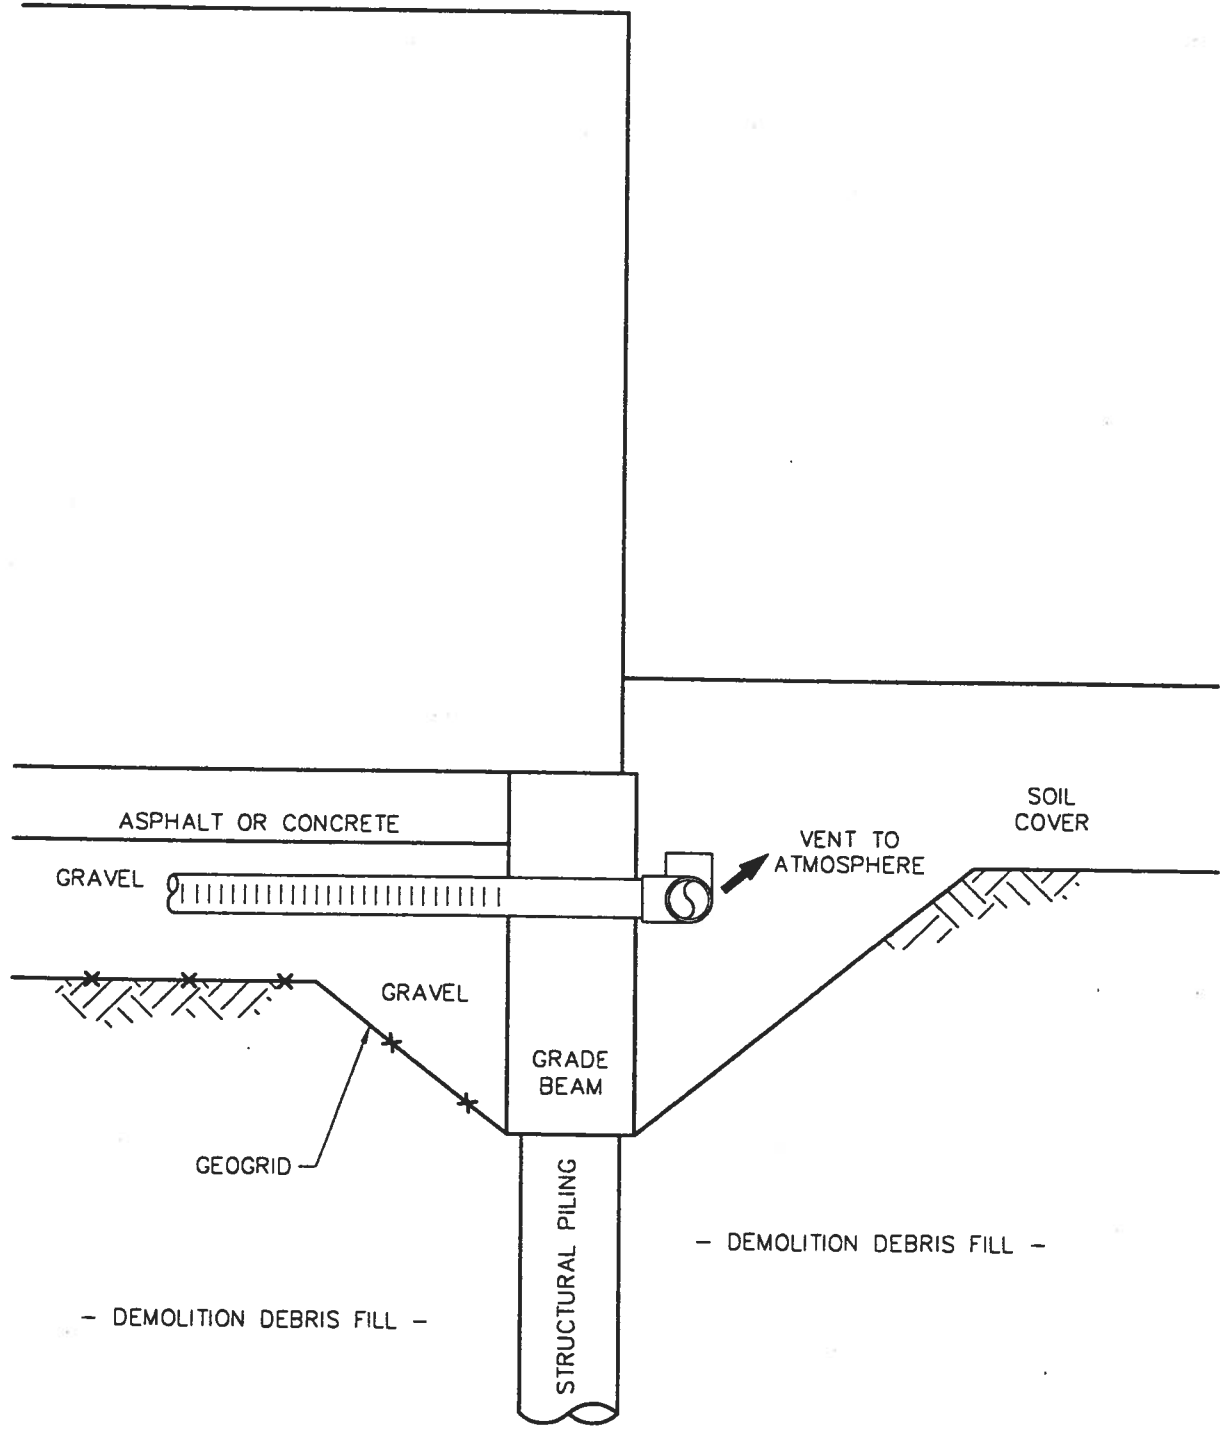 SOIL
COVER
ASPHALT OR CONCRETE
VENT TO
ATMOSPHERE
GRAVEL
GRAVEL
GRADE
BEAM
GEOGRID
STRUCTURAL PILING
- DEMOLITION DEBRIS FILL -
- DEMOLITION DEBRIS FILL -